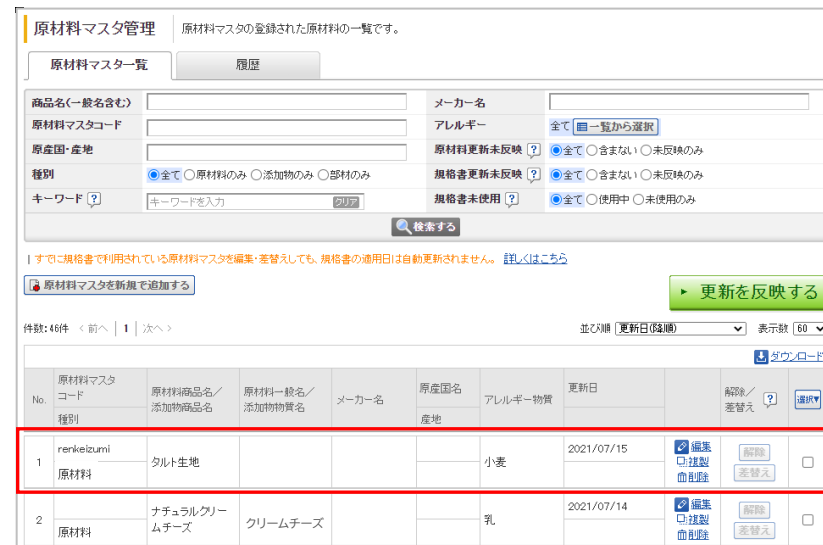 原材料マスタ管理　原材料マスタの登録された原材料の一覧です。
原材料マスター覧　履歴
商品名(一般名含む)　メーカー名
原材料マスタコード　アレルギー　全て 一覧から選択
原産国・産地　原材料更新未反映 ? 全て 含まない 未反映のみ
種別　全て 原材料のみ 添加物のみ 部材のみ　規格書更新未反映 ? 全て 含まない 未反映のみ
キーワード ? キーワードを入力 クリア　規格書未使用 ? 全て 使用中 未使用のみ
検索する
すでに規格書で利用されている原材料マスタを編集・差替えしても、規格書の適用日は自動更新されません。 詳しくはこちら
原材料マスタを新規で追加する　更新を反映する
件数:46件 < 前へ | 1 | 次へ >　並び順 更新日(降順)　表示数 60
ダウンロード
No. 原材料マスタコード 種別　原材料商品名／添加物商品名　原材料一般名／添加物物質名　メーカー名　原産国名 産地　アレルギー物質　更新日　解除／差替え ? 選択▼
1 renkeizumi 原材料　タルト生地　小麦　2021/07/15　編集 複製 削除　解除 差替え
2 原材料　ナチュラルクリームチーズ　クリームチーズ　乳　2021/07/14　編集 複製 削除　解除 差替え